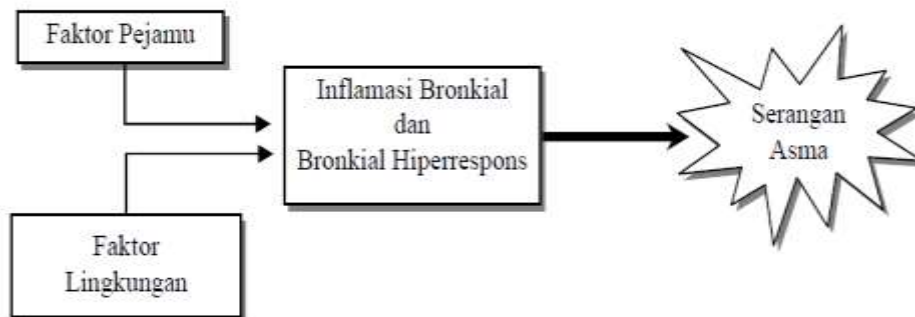 Faktor Pejamu
Inflamasi Bronkial
dan
Bronkial Hiperrespons
Serangan
Asma
Faktor
Lingkungan